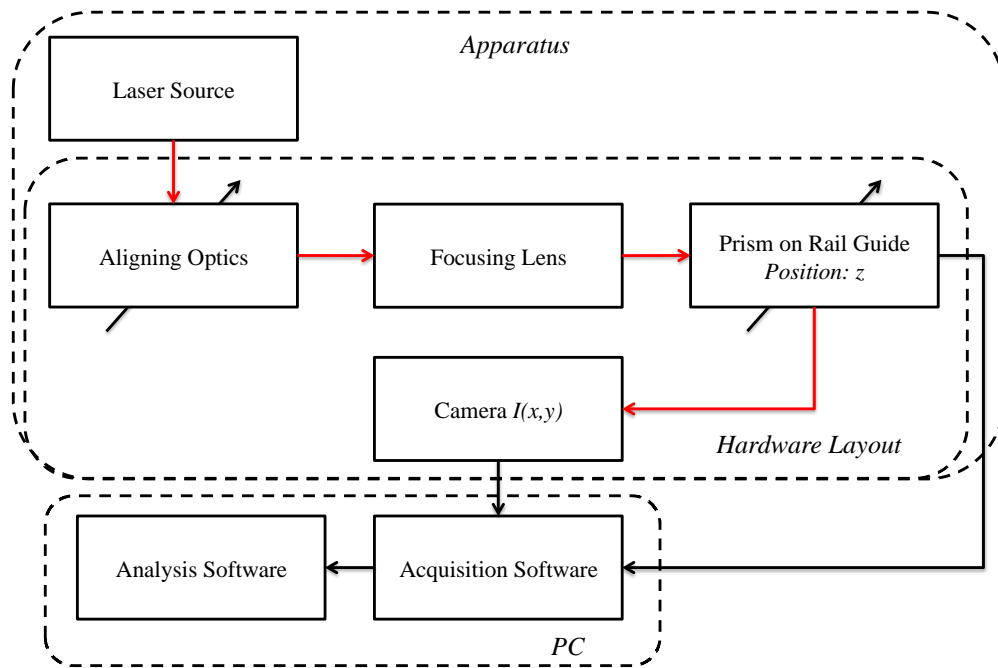 Apparatus
Laser Source
Aligning Optics
Focusing Lens
Prism on Rail Guide
Position: z
Camera I(x,y)
Hardware Layout
Analysis Software
Acquisition Software
PC